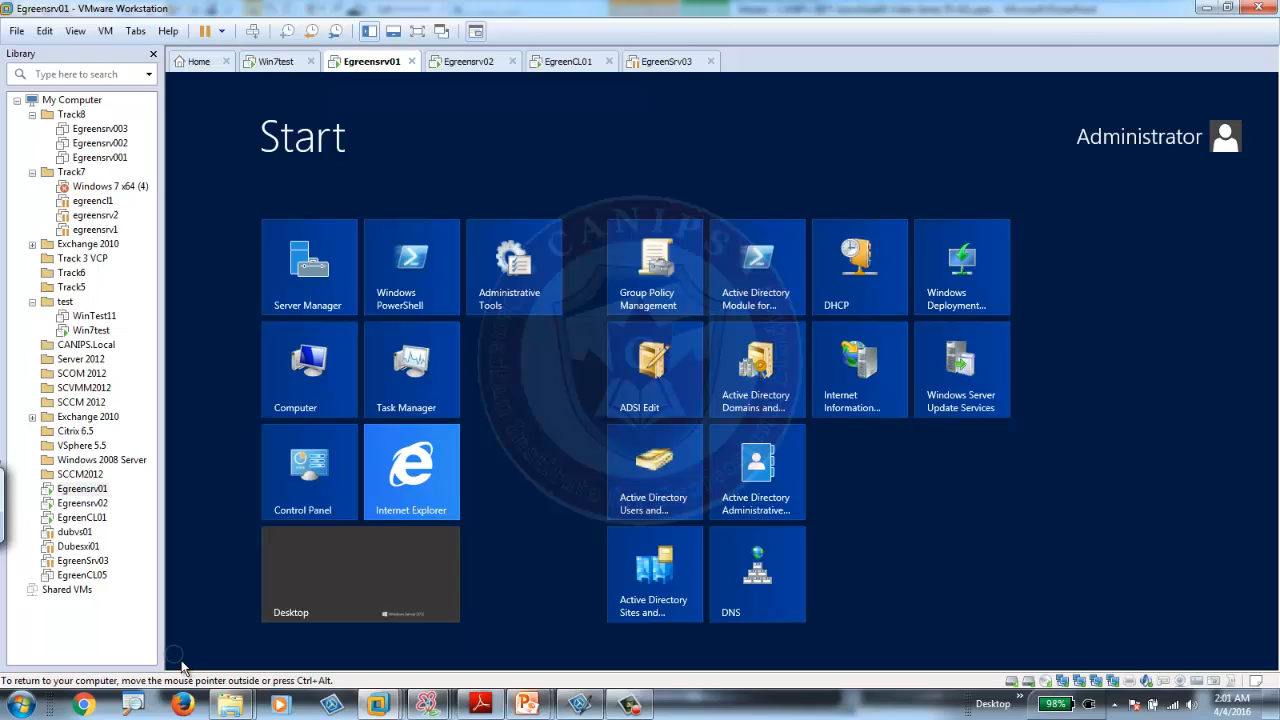 Egreensrv01 - VMware Workstation
File Edit View VM Tabs Help
Library
Type here to search
Home Win7test Egreensrv01 Egreensrv02 EgreenCL01 EgreenSrv03
My Computer
Track8
Egreensrv003
Egreensrv002
Egreensrv001
Track7
Windows 7 x64 (4)
egreencl1
egreensrv2
egreensrv1
Exchange 2010
Track 3 VCP
Track6
Track5
test
WinTest11
Win7test
CANIPS.Local
Server 2012
SCOM 2012
SCVMM2012
SCCM 2012
Exchange 2010
Citrix 6.5
VSphere 5.5
Windows 2008 Server
SCCM2012
Egreensrv01
Egreensrv02
EgreenCL01
dubvs01
Dubesxi01
EgreenSrv03
EgreenCL05
Shared VMs
Start
Administrator
Server Manager
Windows
PowerShell
Administrative
Tools
Group Policy
Management
Active Directory
Module for...
DHCP
Windows
Deployment...
Computer
Task Manager
ADSI Edit
Active Directory
Domains and...
Internet
Information...
Windows Server
Update Services
Control Panel
Internet Explorer
Active Directory
Users and...
Active Directory
Administrative...
Desktop
Windows Server 2012
Active Directory
Sites and...
DNS
CANIPS
To return to your computer, move the mouse pointer outside or press Ctrl+Alt.
Desktop
98%
2:01 AM
4/4/2016